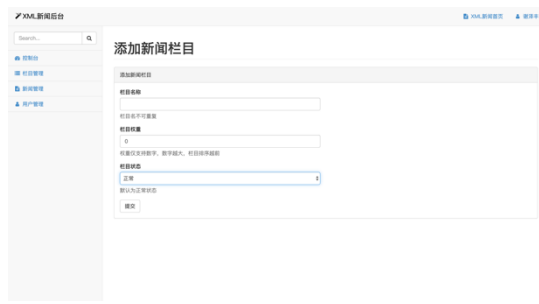 XML新闻后台
XML新闻首页
Search...
控制台
栏目管理
新闻管理
用户管理
添加新闻栏目
添加新闻栏目
栏目名称
栏目名不可重复
栏目权重
0
权重仅支持数字，数字越大，栏目排序越前
栏目状态
正常
默认为正常状态
提交